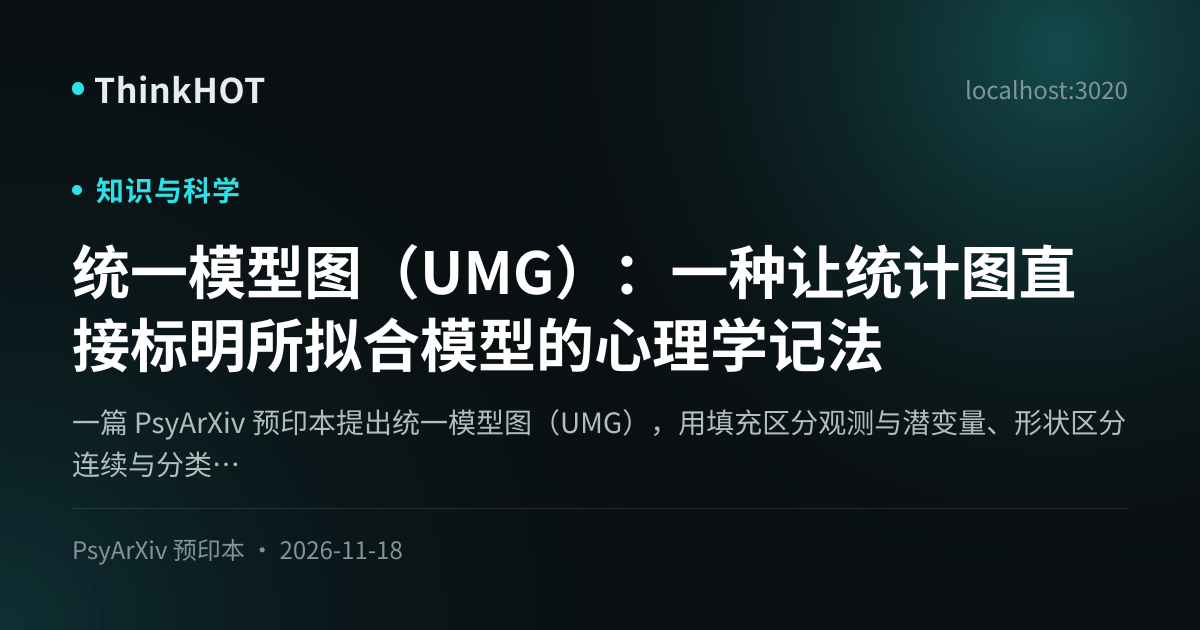 ThinkHOT
localhost:3020
知识与科学
统一模型图（UMG）：一种让统计图直
接标明所拟合模型的心理学记法
一篇 PsyArXiv 预印本提出统一模型图（UMG），用填充区分观测与潜变量、形状区分
连续与分类…
PsyArXiv 预印本 · 2026-11-18